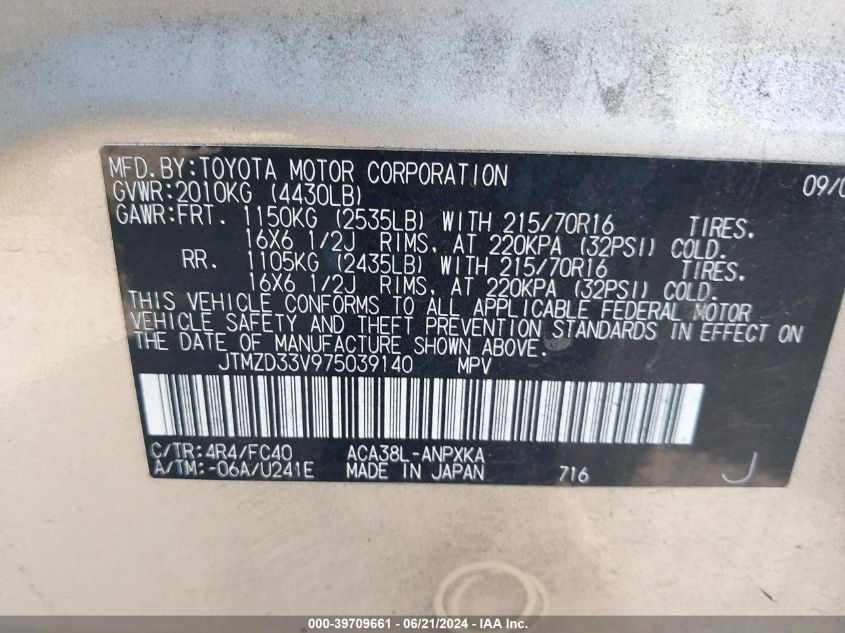 MFD.BY:TOYOTA MOTOR CORPORATION 09/0
GVWR:2010KG (4430LB)
GAWR:FRT. 1150KG (2535LB) WITH 215/70R16 TIRES.
16X6 1/2J RIMS, AT 220KPA (32PSI) COLD.
RR. 1105KG (2435LB) WITH 215/70R16 TIRES.
16X6 1/2J RIMS, AT 220KPA (32PSI) COLD.
THIS VEHICLE CONFORMS TO ALL APPLICABLE FEDERAL MOTOR
VEHICLE SAFETY AND THEFT PREVENTION STANDARDS IN EFFECT ON
THE DATE OF MANUFACTURE SHOWN ABOVE.
JTMZD33V975039140 MPV
C/TR:4R4/FC40 ACA38L-ANPXKA
A/TM:-06A/U241E MADE IN JAPAN 716 J
000-39709661 / 06/21/2024 / IAA Inc.